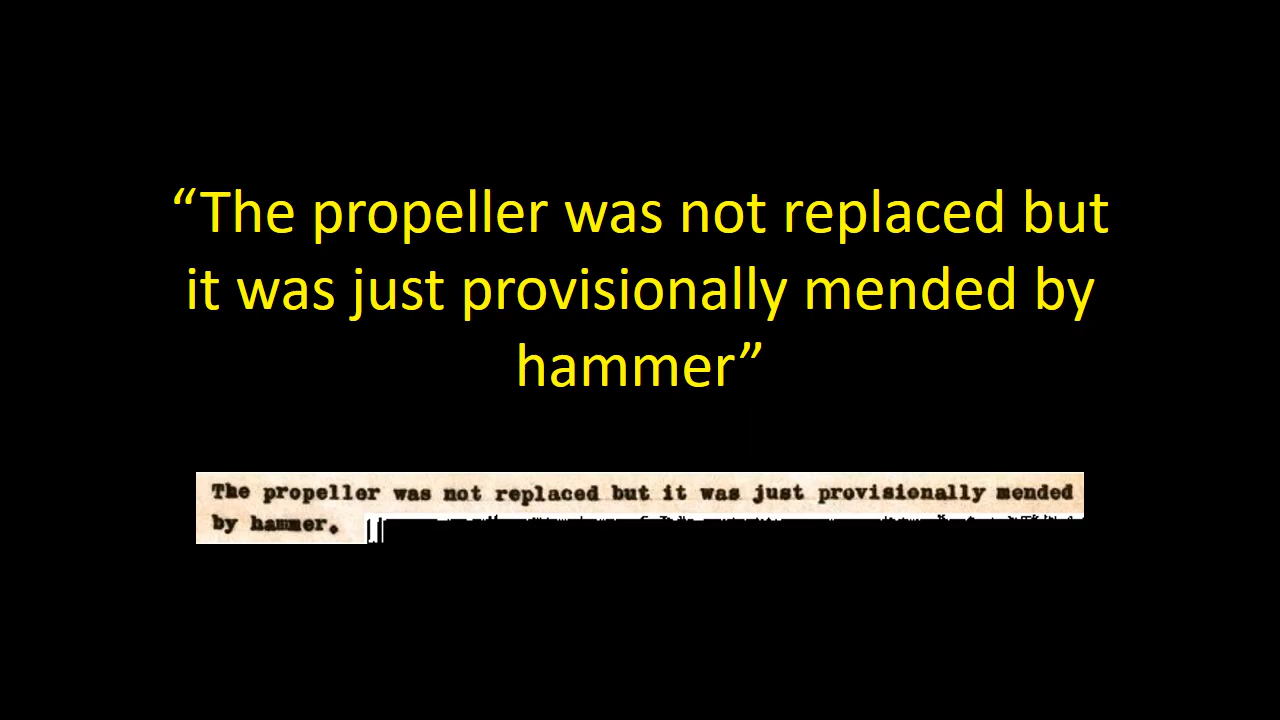 “The propeller was not replaced but
it was just provisionally mended by
hammer”
The propeller was not replaced but it was just provisionally mended
by hammer.